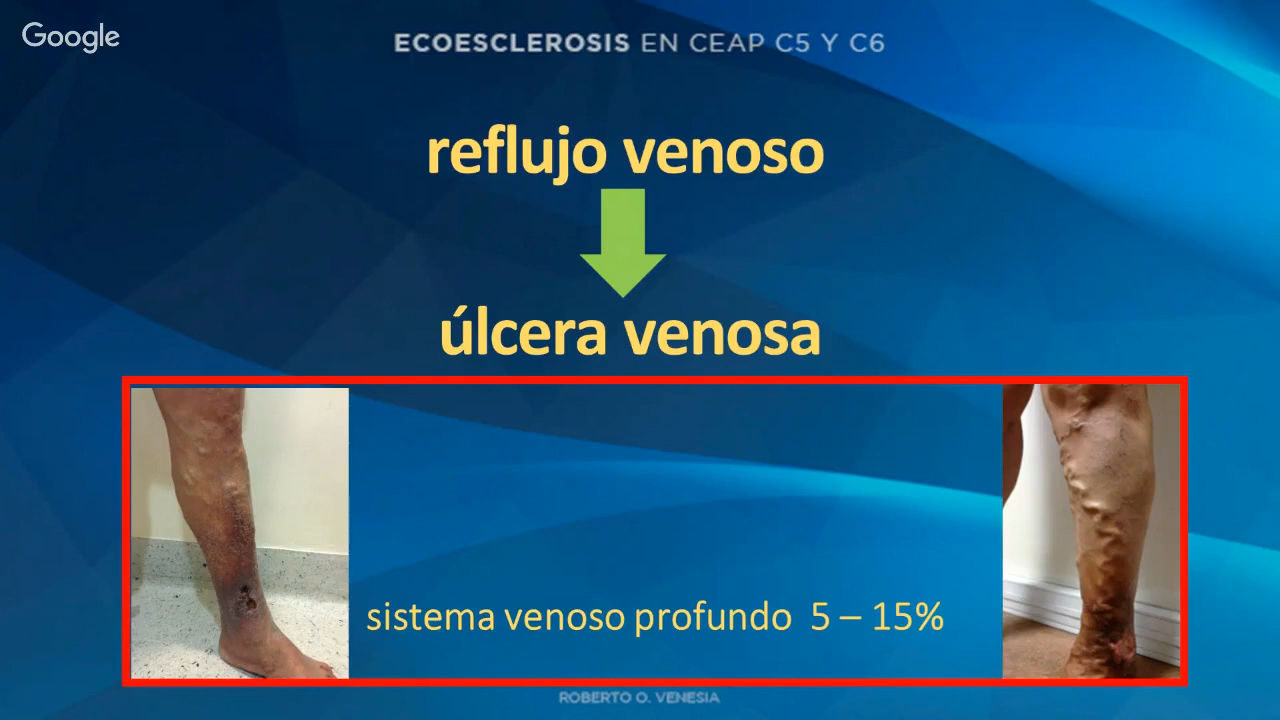 Google
ECOESCLEROSIS EN CEAP C5 Y C6
reflujo venoso
úlcera venosa
sistema venoso profundo 5 – 15%
ROBERTO O. VENESIA